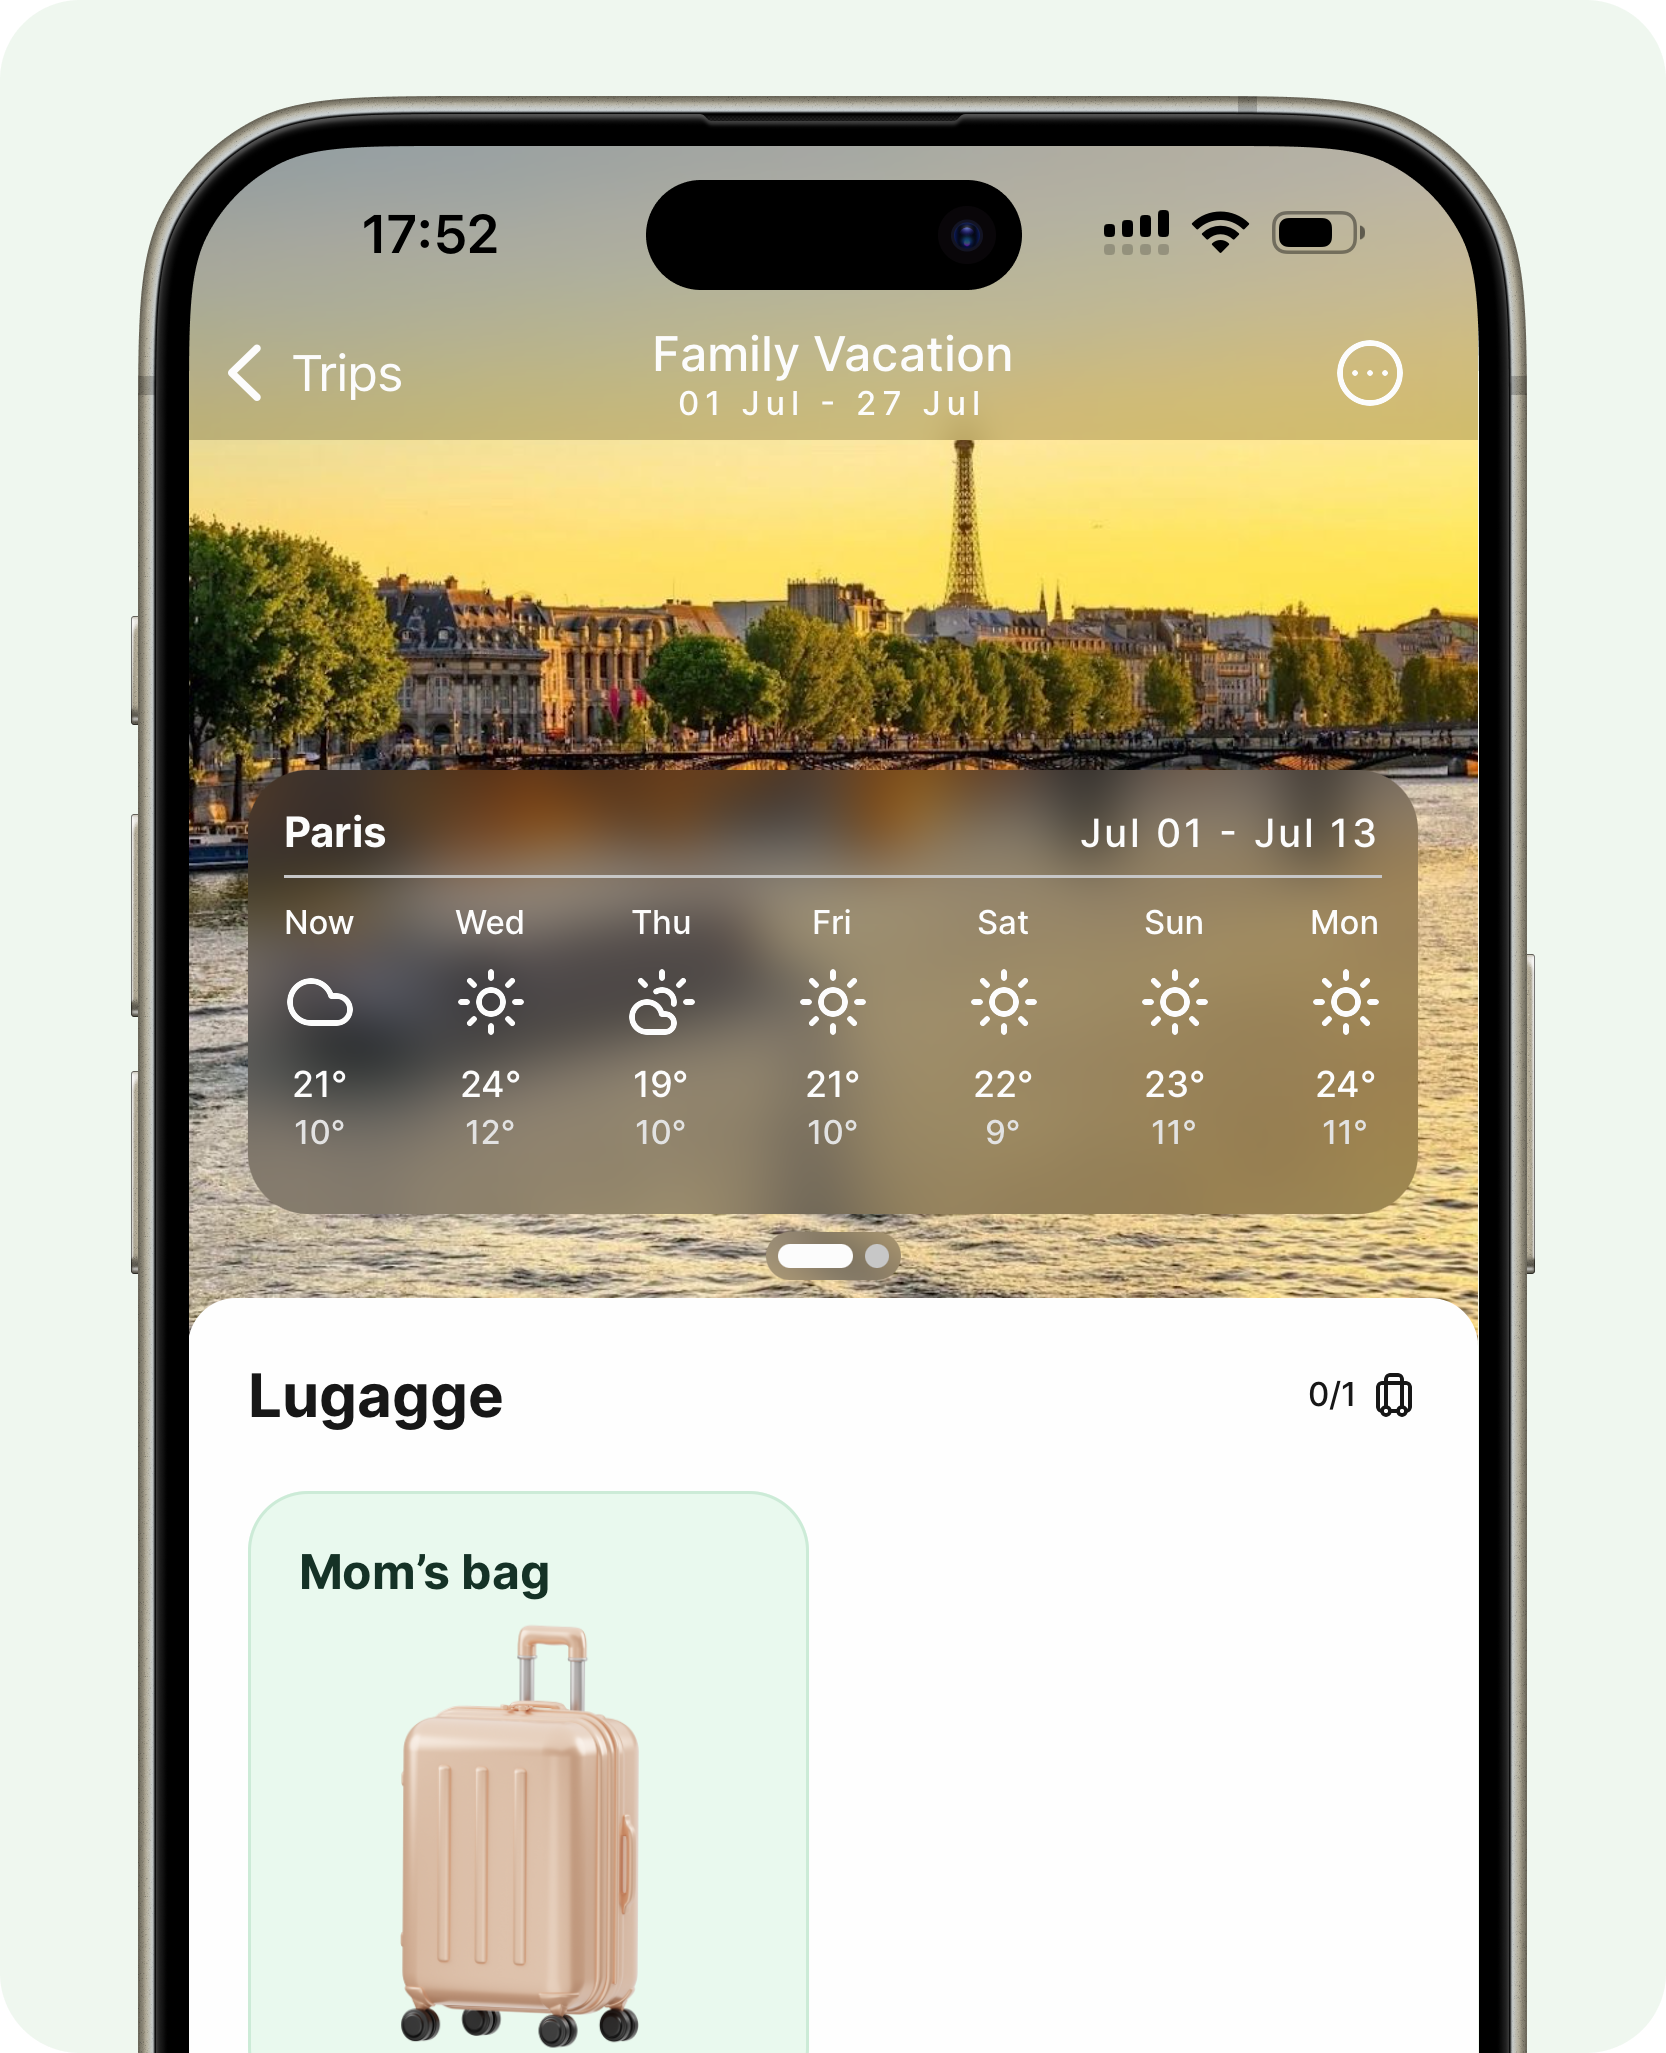 17:52
Trips
Family Vacation
01 Jul - 27 Jul
Paris Jul 01 - Jul 13
Now Wed Thu Fri Sat Sun Mon
21° 24° 19° 21° 22° 23° 24°
10° 12° 10° 10° 9° 11° 11°
Lugagge 0/1
Mom’s bag